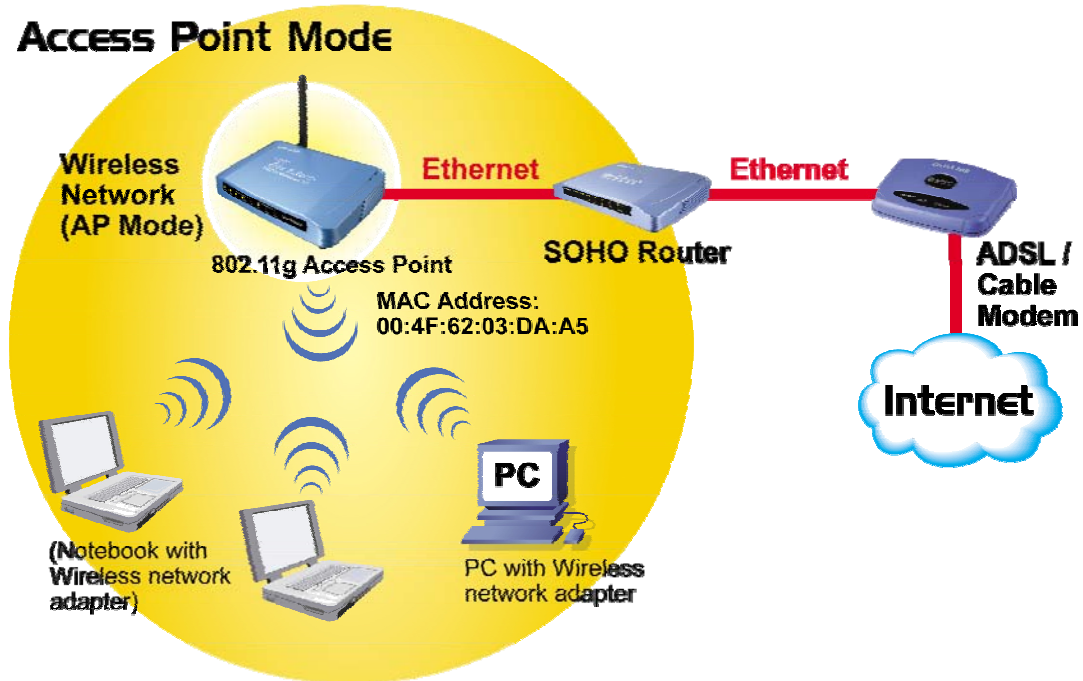 Access Point Mode
Wireless
Network
(AP Mode)
Ethernet
Ethernet
802.11g Access Point
SOHO Router
ADSL /
Cable
Modem
MAC Address:
00:4F:62:03:DA:A5
Internet
PC
(Notebook with
Wireless network
adapter)
PC with Wireless
network adapter